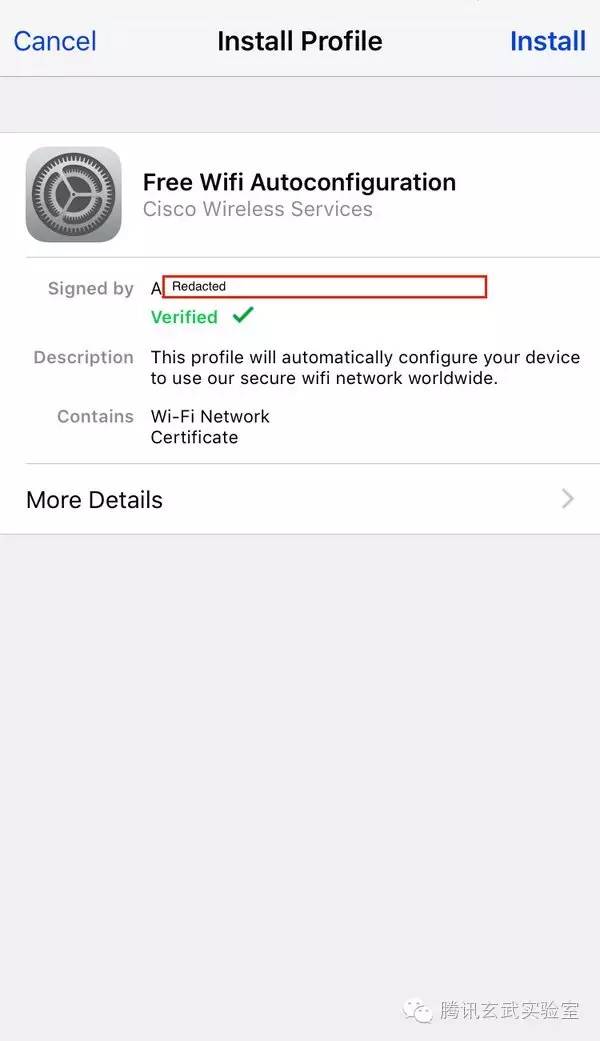 Cancel Install Profile Install
Free Wifi Autoconfiguration
Cisco Wireless Services
Signed by A Redacted
Verified
Description This profile will automatically configure your device
to use our secure wifi network worldwide.
Contains Wi-Fi Network
Certificate
More Details
腾讯玄武实验室